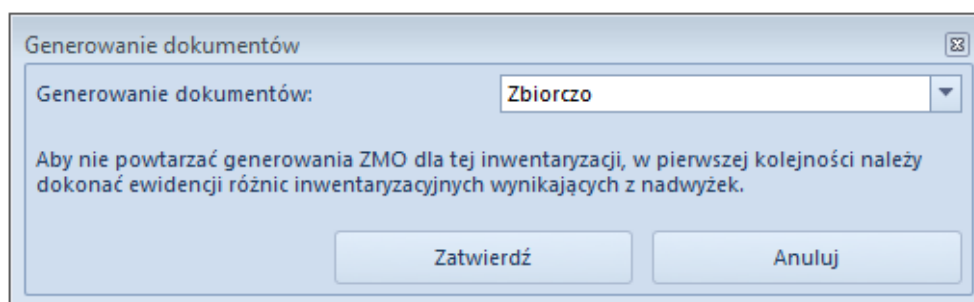 Generowanie dokumentów
Generowanie dokumentów: Zbiorczo
Aby nie powtarzać generowania ZMO dla tej inwentaryzacji, w pierwszej kolejności należy
dokonać ewidencji różnic inwentaryzacyjnych wynikających z nadwyżek.
Zatwierdź Anuluj